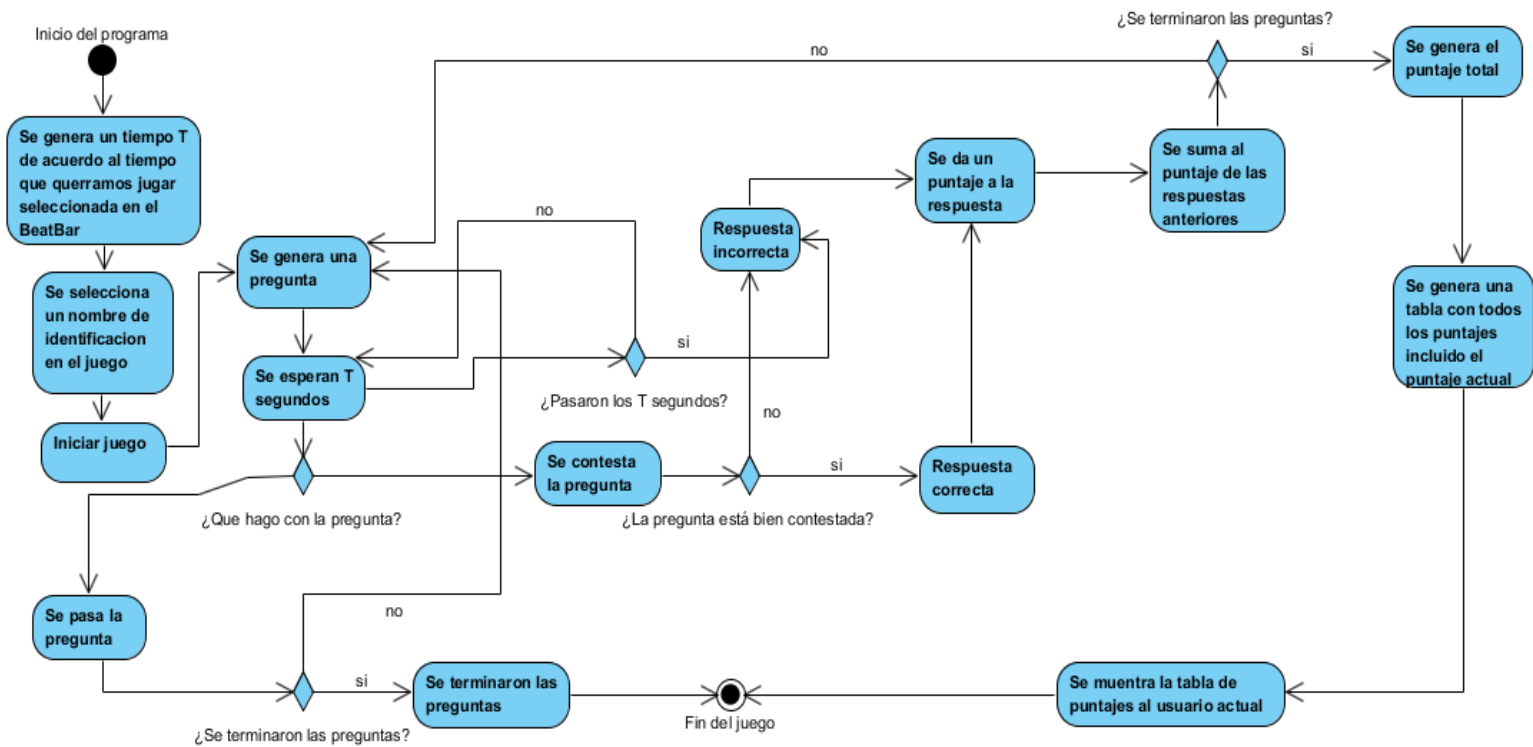 Inicio del programa
Se genera un tiempo T
de acuerdo al tiempo
que querramos jugar
seleccionada en el
BeatBar
Se selecciona
un nombre de
identificacion
en el juego
Iniciar juego
Se genera una
pregunta
Se esperan T
segundos
¿Que hago con la pregunta?
Se pasa la
pregunta
¿Se terminaron las preguntas?
no
si
Se terminaron las
preguntas
Fin del juego
no
¿Pasaron los T segundos?
si
Se contesta
la pregunta
¿La pregunta está bien contestada?
no
si
Respuesta
incorrecta
Respuesta
correcta
Se da un
puntaje a la
respuesta
Se suma al
puntaje de las
respuestas
anteriores
¿Se terminaron las preguntas?
no
si
Se genera el
puntaje total
Se genera una
tabla con todos
los puntajes
incluido el
puntaje actual
Se muentra la tabla de
puntajes al usuario actual